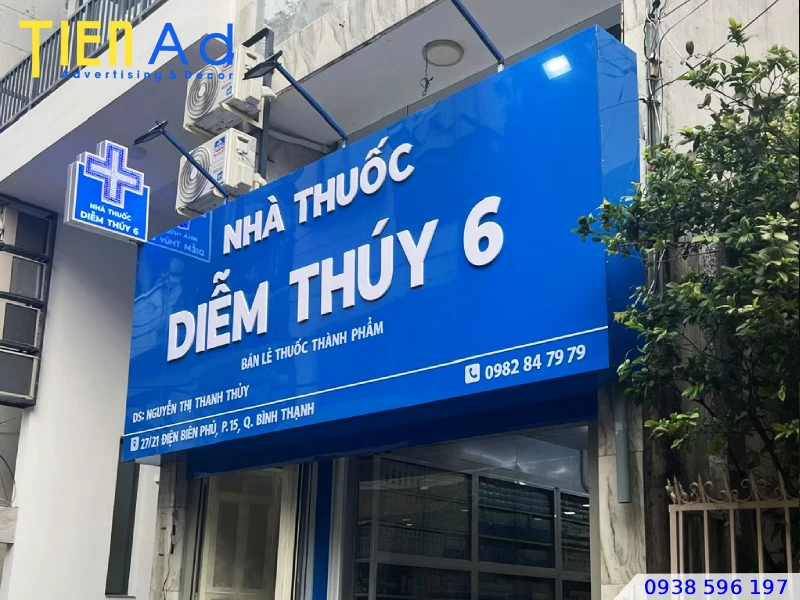 TIEN Ad
Advertising & Decor
NHÀ THUỐC
DIỄM THÚY 6
NHÀ THUỐC
DIỄM THÚY 6
BÁN LẺ THUỐC THÀNH PHẨM
DS: NGUYỄN THỊ THANH THỦY
27/21 ĐIỆN BIÊN PHỦ, P.15, Q. BÌNH THẠNH
0982 84 79 79
0938 596 197